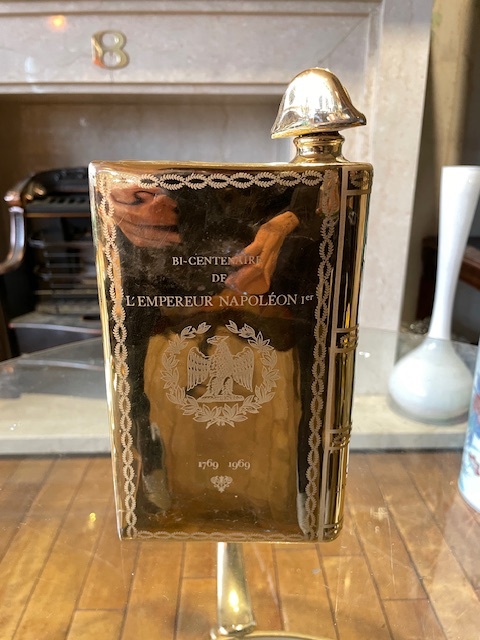 8
BI-CENTENAIRE
DE
L'EMPEREUR NAPOLÉON 1er
1769 1969